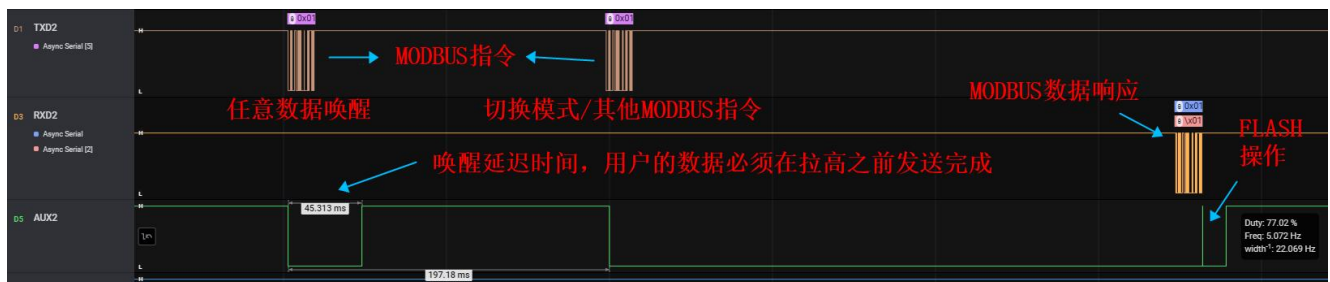 D1 TXD2
Async Serial [3]
H
L
0x01
0x01
MODBUS指令
任意数据唤醒
切换模式/其他MODBUS指令
MODBUS数据响应
D3 RXD2
Async Serial
Async Serial [2]
H
L
0x01
\x01
FLASH
操作
唤醒延迟时间，用户的数据必须在拉高之前发送完成
D5 AUX2
H
L
45.313 ms
197.18 ms
Duty: 77.02 %
Freq: 5.072 Hz
width⁻¹: 22.069 Hz
H